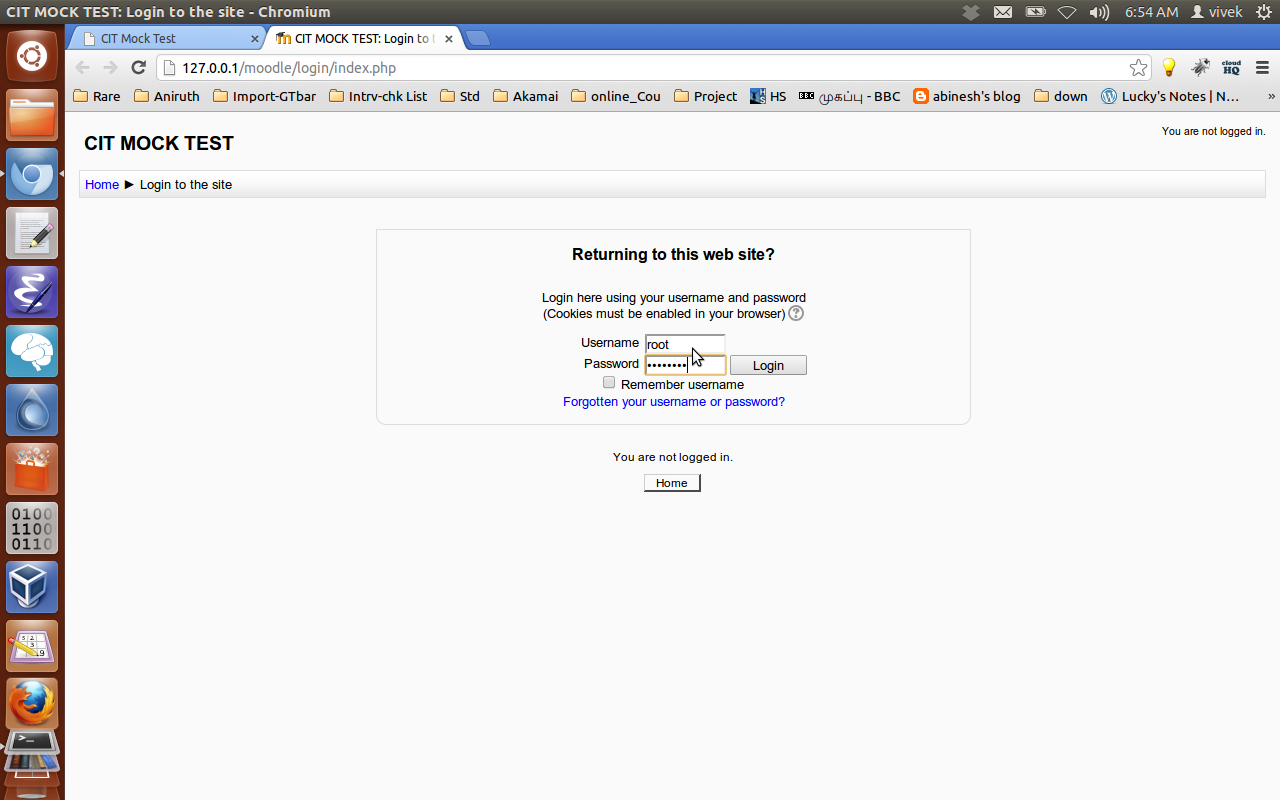 CIT MOCK TEST: Login to the site - Chromium 6:54 AM vivek
CIT Mock Test CIT MOCK TEST: Login to
127.0.0.1/moodle/login/index.php cloud HQ
Rare Aniruth Import-GTbar Intrv-chk List Std Akamai online_Cou Project HS BBC முகப்பு - BBC abinesh's blog down Lucky's Notes | N... »
You are not logged in.
CIT MOCK TEST
Home ► Login to the site
Returning to this web site?
Login here using your username and password
(Cookies must be enabled in your browser)
Username root
Password •••••••• Login
Remember username
Forgotten your username or password?
You are not logged in.
Home
0100
1100
0110